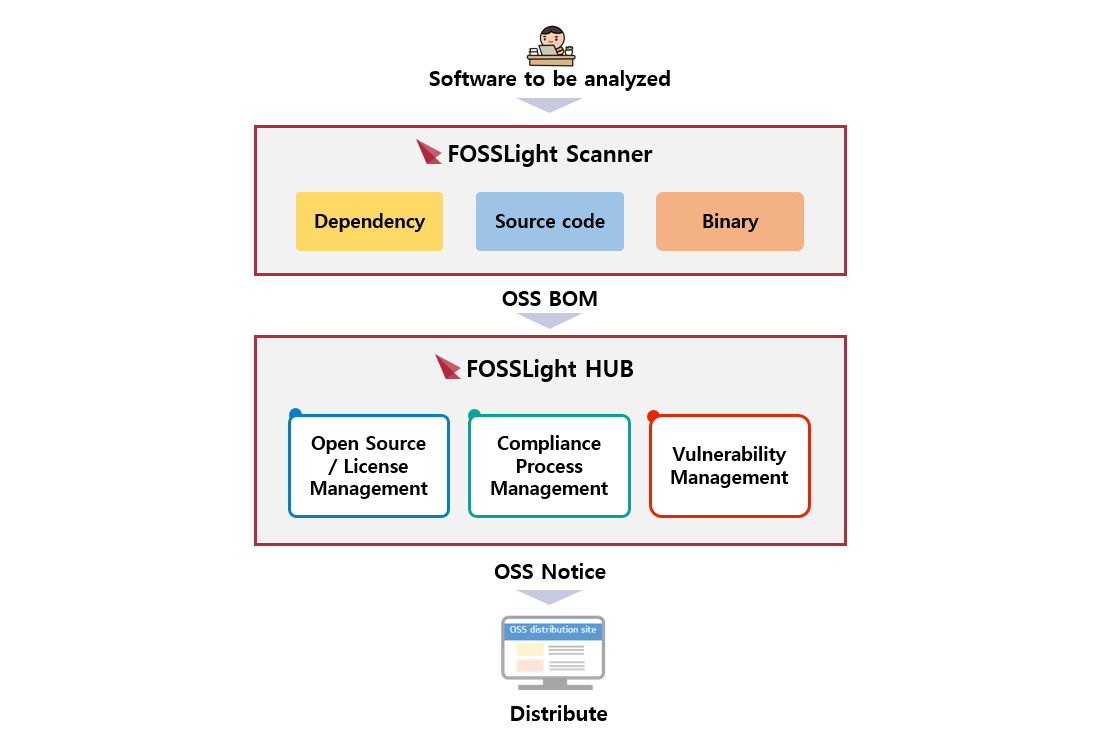 Software to be analyzed
FOSSLight Scanner
Dependency
Source code
Binary
OSS BOM
FOSSLight HUB
Open Source
/ License
Management
Compliance
Process
Management
Vulnerability
Management
OSS Notice
OSS distribution site
Distribute